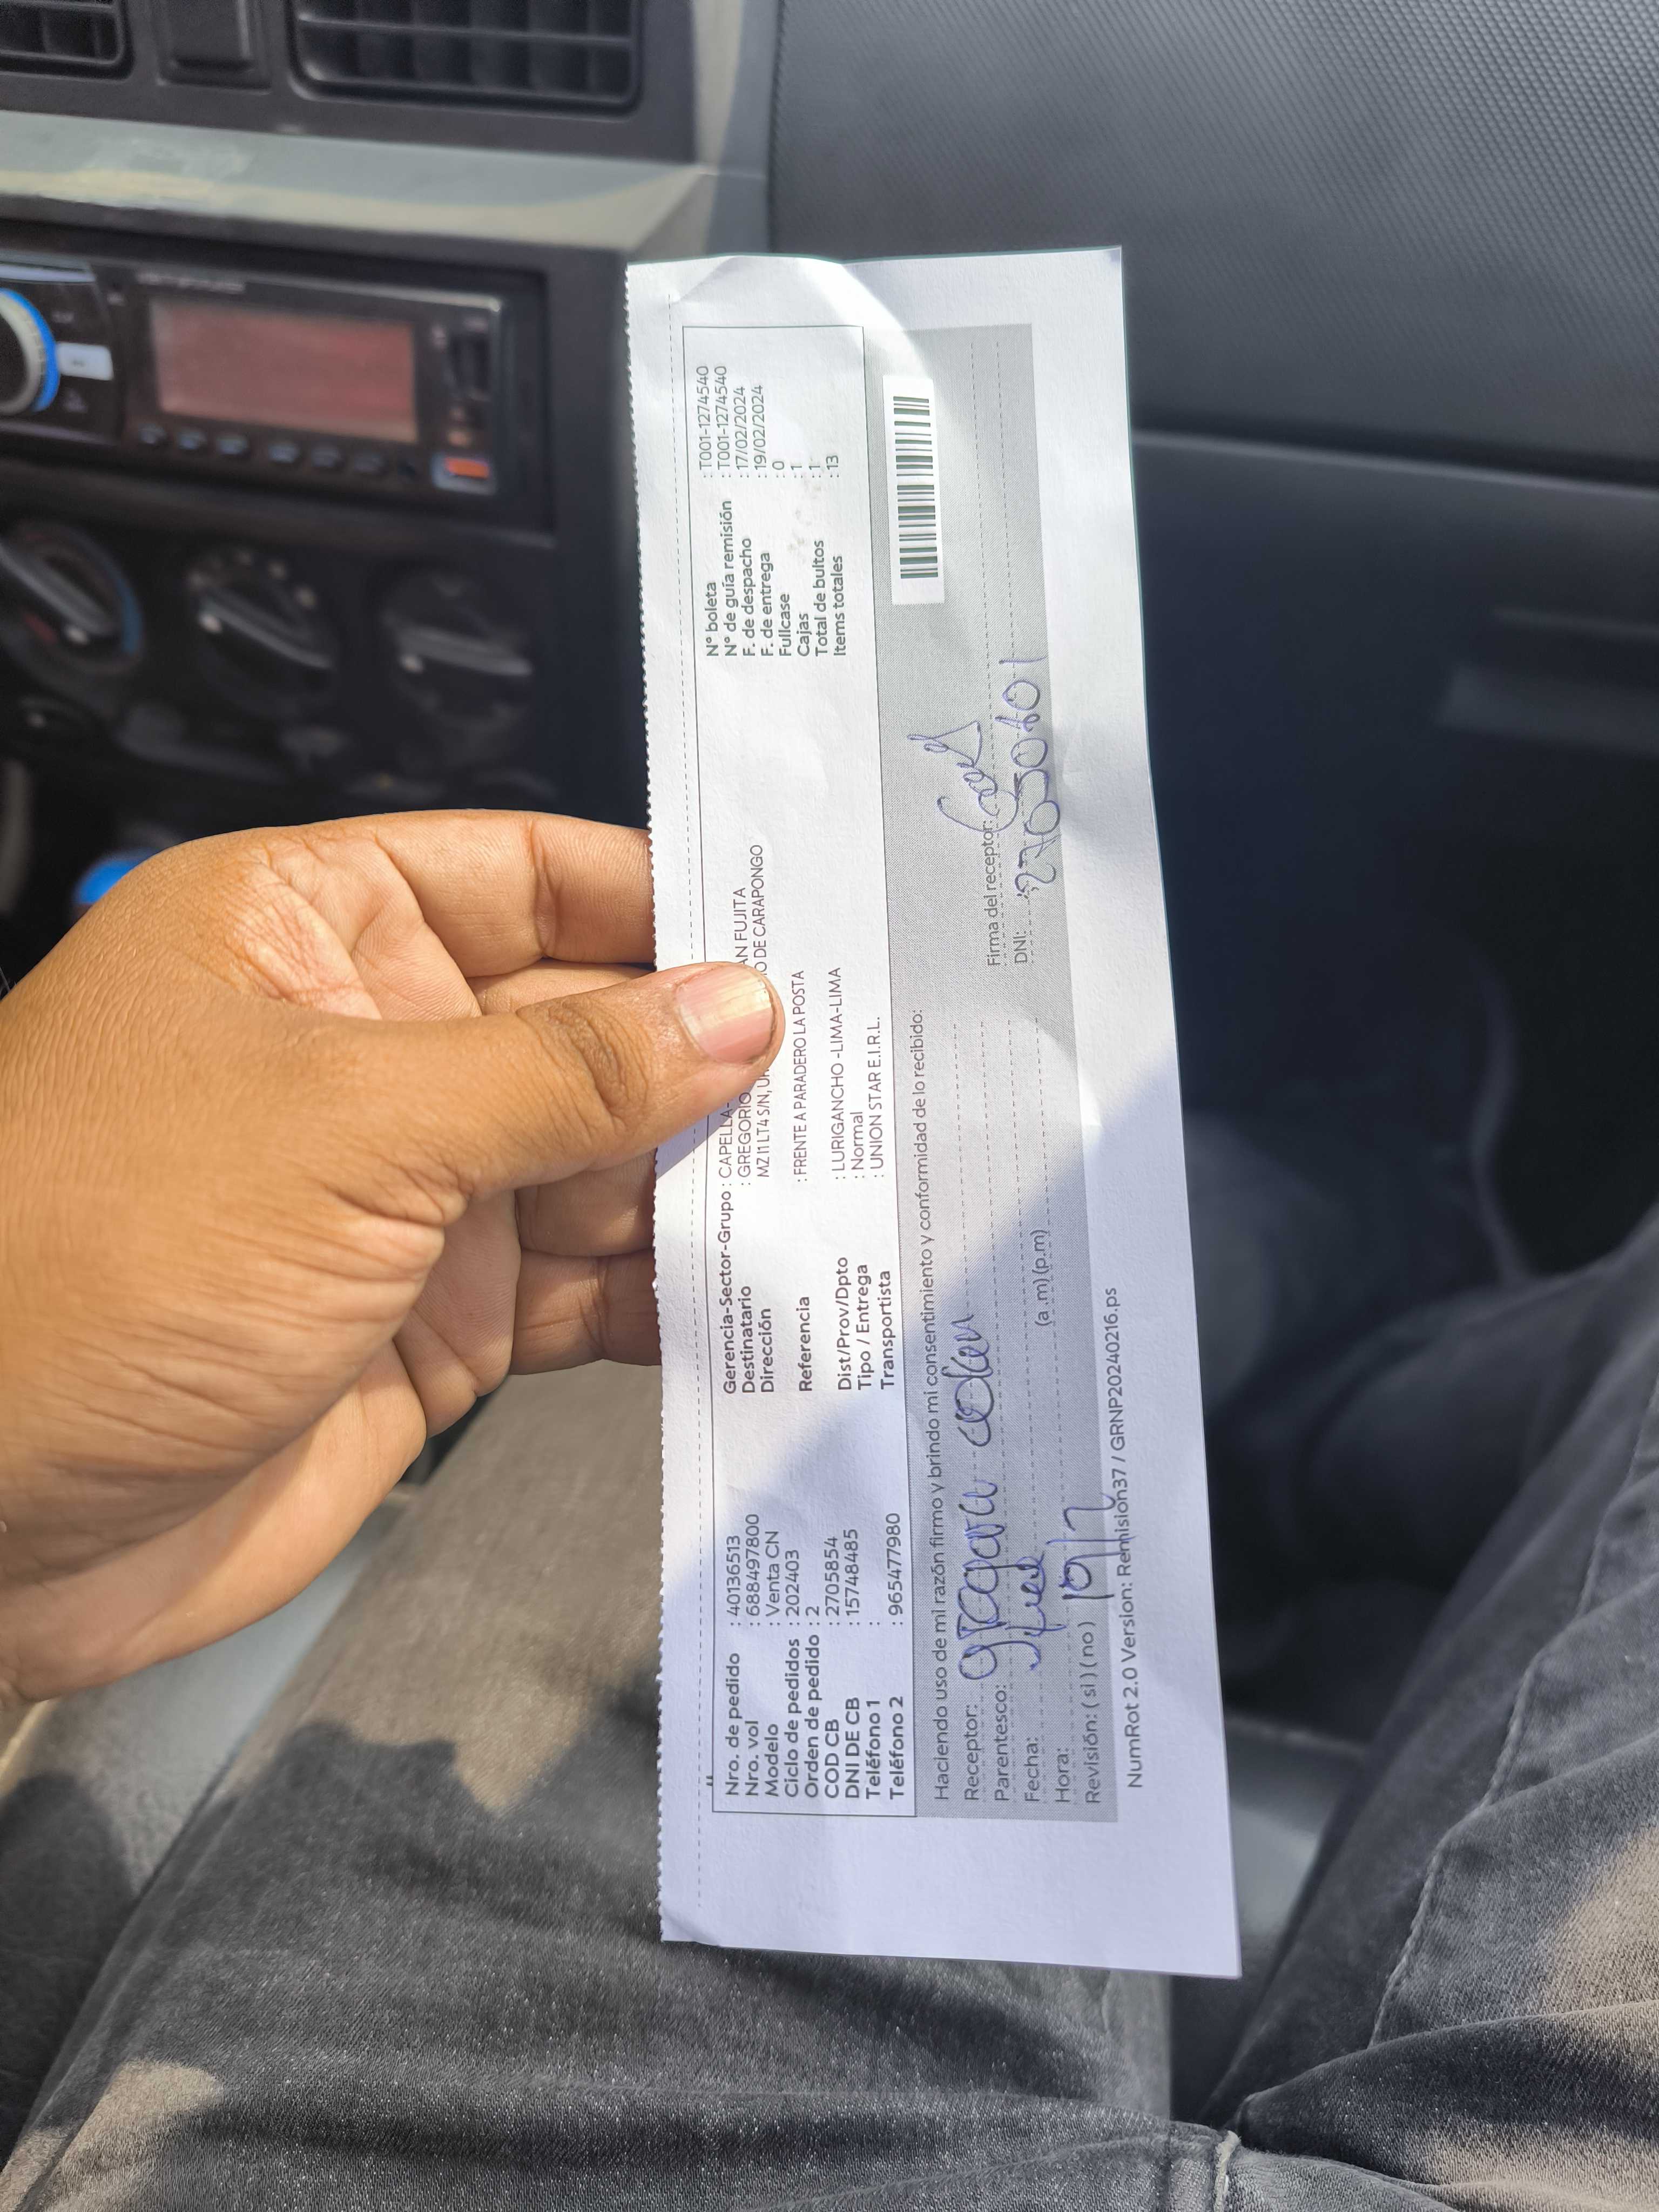 Nro. de pedido : 40136513
Nro. vol : 6884978​00
Modelo : Venta CN
Ciclo de pedidos : 202403
Orden de pedido : 2
COD CB : 2705854
DNI DE CB : 15748485
Teléfono 1 :
Teléfono 2 : 965477980
Gerencia-Sector-Grupo : CAPELLA-
Destinatario : GREGORIO AN FUJITA
Dirección MZ I1 LT4 S/N, DE CARAPONGO
Referencia : FRENTE A PARADERO LA POSTA
Dist/Prov/Dpto : LURIGANCHO -LIMA-LIMA
Tipo / Entrega : Normal
Transportista : UNION STAR E.I.R.L.
N° boleta : T001-1274540
N° de guía remisión : T001-1274540
F. de despacho : 17/02/2024
F. de entrega : 19/02/2024
Fullcase : 0
Cajas : 1
Total de bultos : 1
Items totales : 13
Haciendo uso de mi razón firmo y brindo mi consentimiento y conformidad de lo recibido:
Receptor:
Parentesco:
Fecha:
Hora: (a.m) (p.m)
Revisión: ( si ) ( no )
Firma del receptor:
DNI:
NumRot 2.0 Version: Remision37 / GRNP20240216.ps